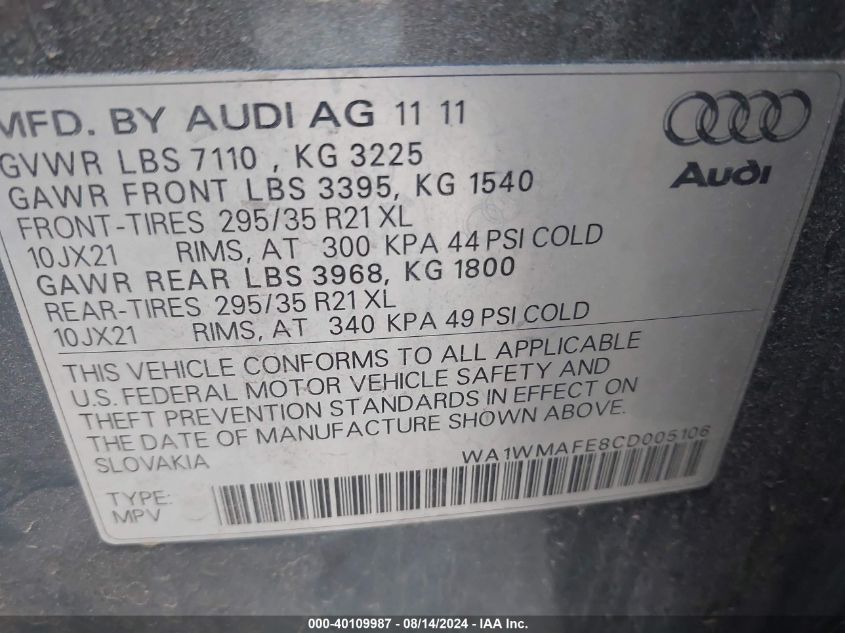 MFD. BY AUDI AG 11 11
GVWR LBS 7110 , KG 3225
GAWR FRONT LBS 3395, KG 1540
FRONT-TIRES 295/35 R21 XL
10JX21 RIMS, AT 300 KPA 44 PSI COLD
GAWR REAR LBS 3968, KG 1800
REAR-TIRES 295/35 R21 XL
10JX21 RIMS, AT 340 KPA 49 PSI COLD
Audi
THIS VEHICLE CONFORMS TO ALL APPLICABLE
U.S. FEDERAL MOTOR VEHICLE SAFETY AND
THEFT PREVENTION STANDARDS IN EFFECT ON
THE DATE OF MANUFACTURE SHOWN ABOVE.
SLOVAKIA WA1WMAFE8CD005106
TYPE:
MPV
000-40109987 - 08/14/2024 - © IAA Inc.